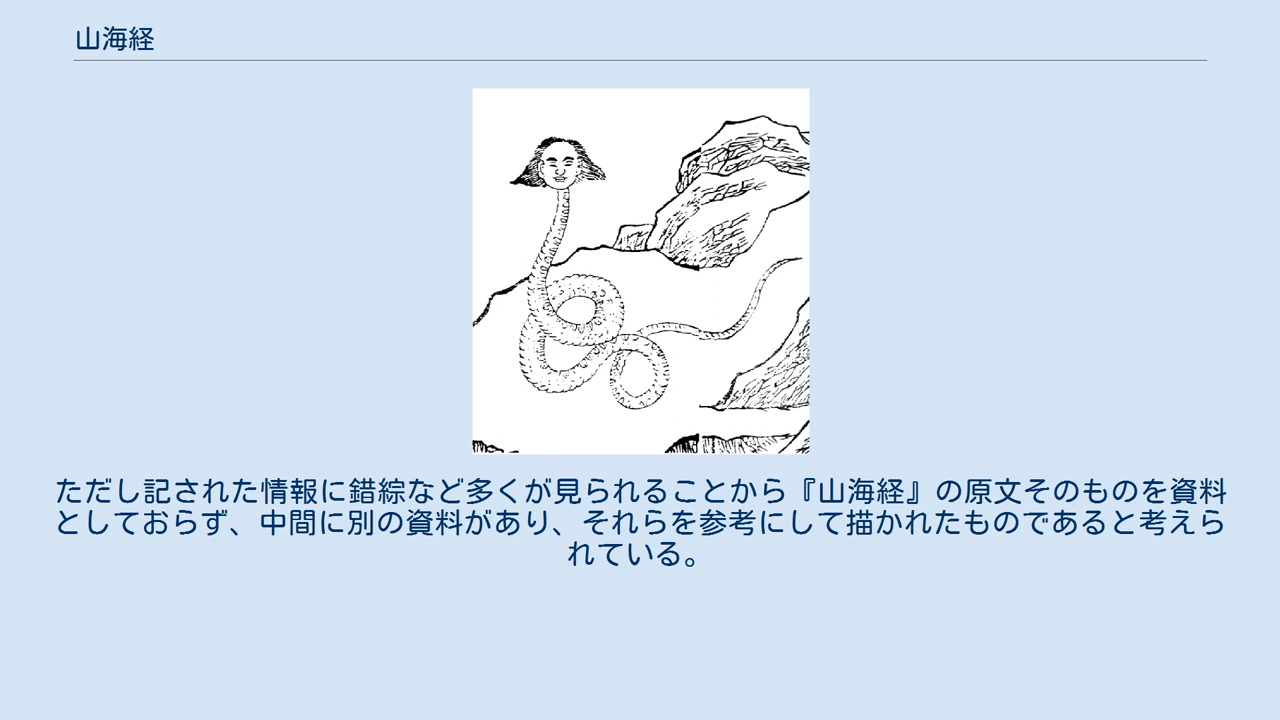 山海経
ただし記された情報に錯綜など多くが見られることから『山海経』の原文そのものを資料
としておらず、中間に別の資料があり、それらを参考にして描かれたものであると考えら
れている。